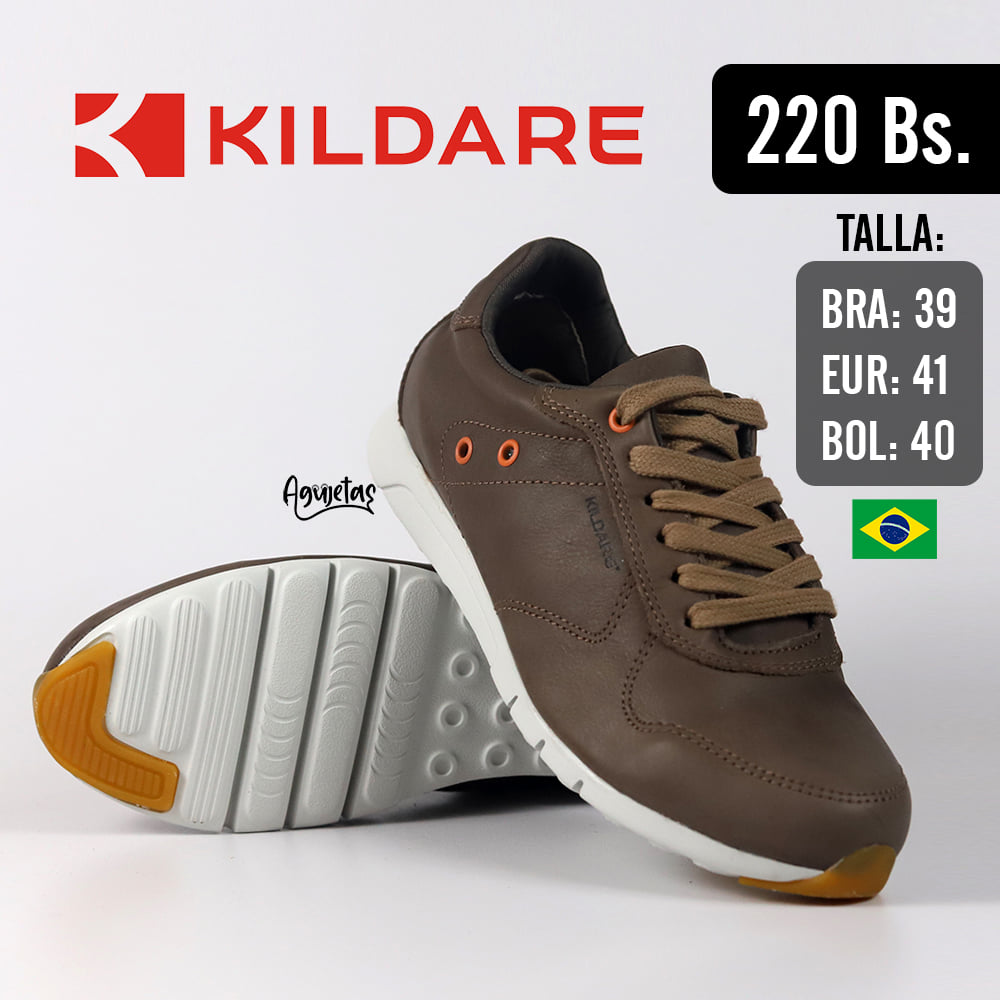 KILDARE
220 Bs.
TALLA:
BRA: 39
EUR: 41
BOL: 40
Agujetas
KILDARE